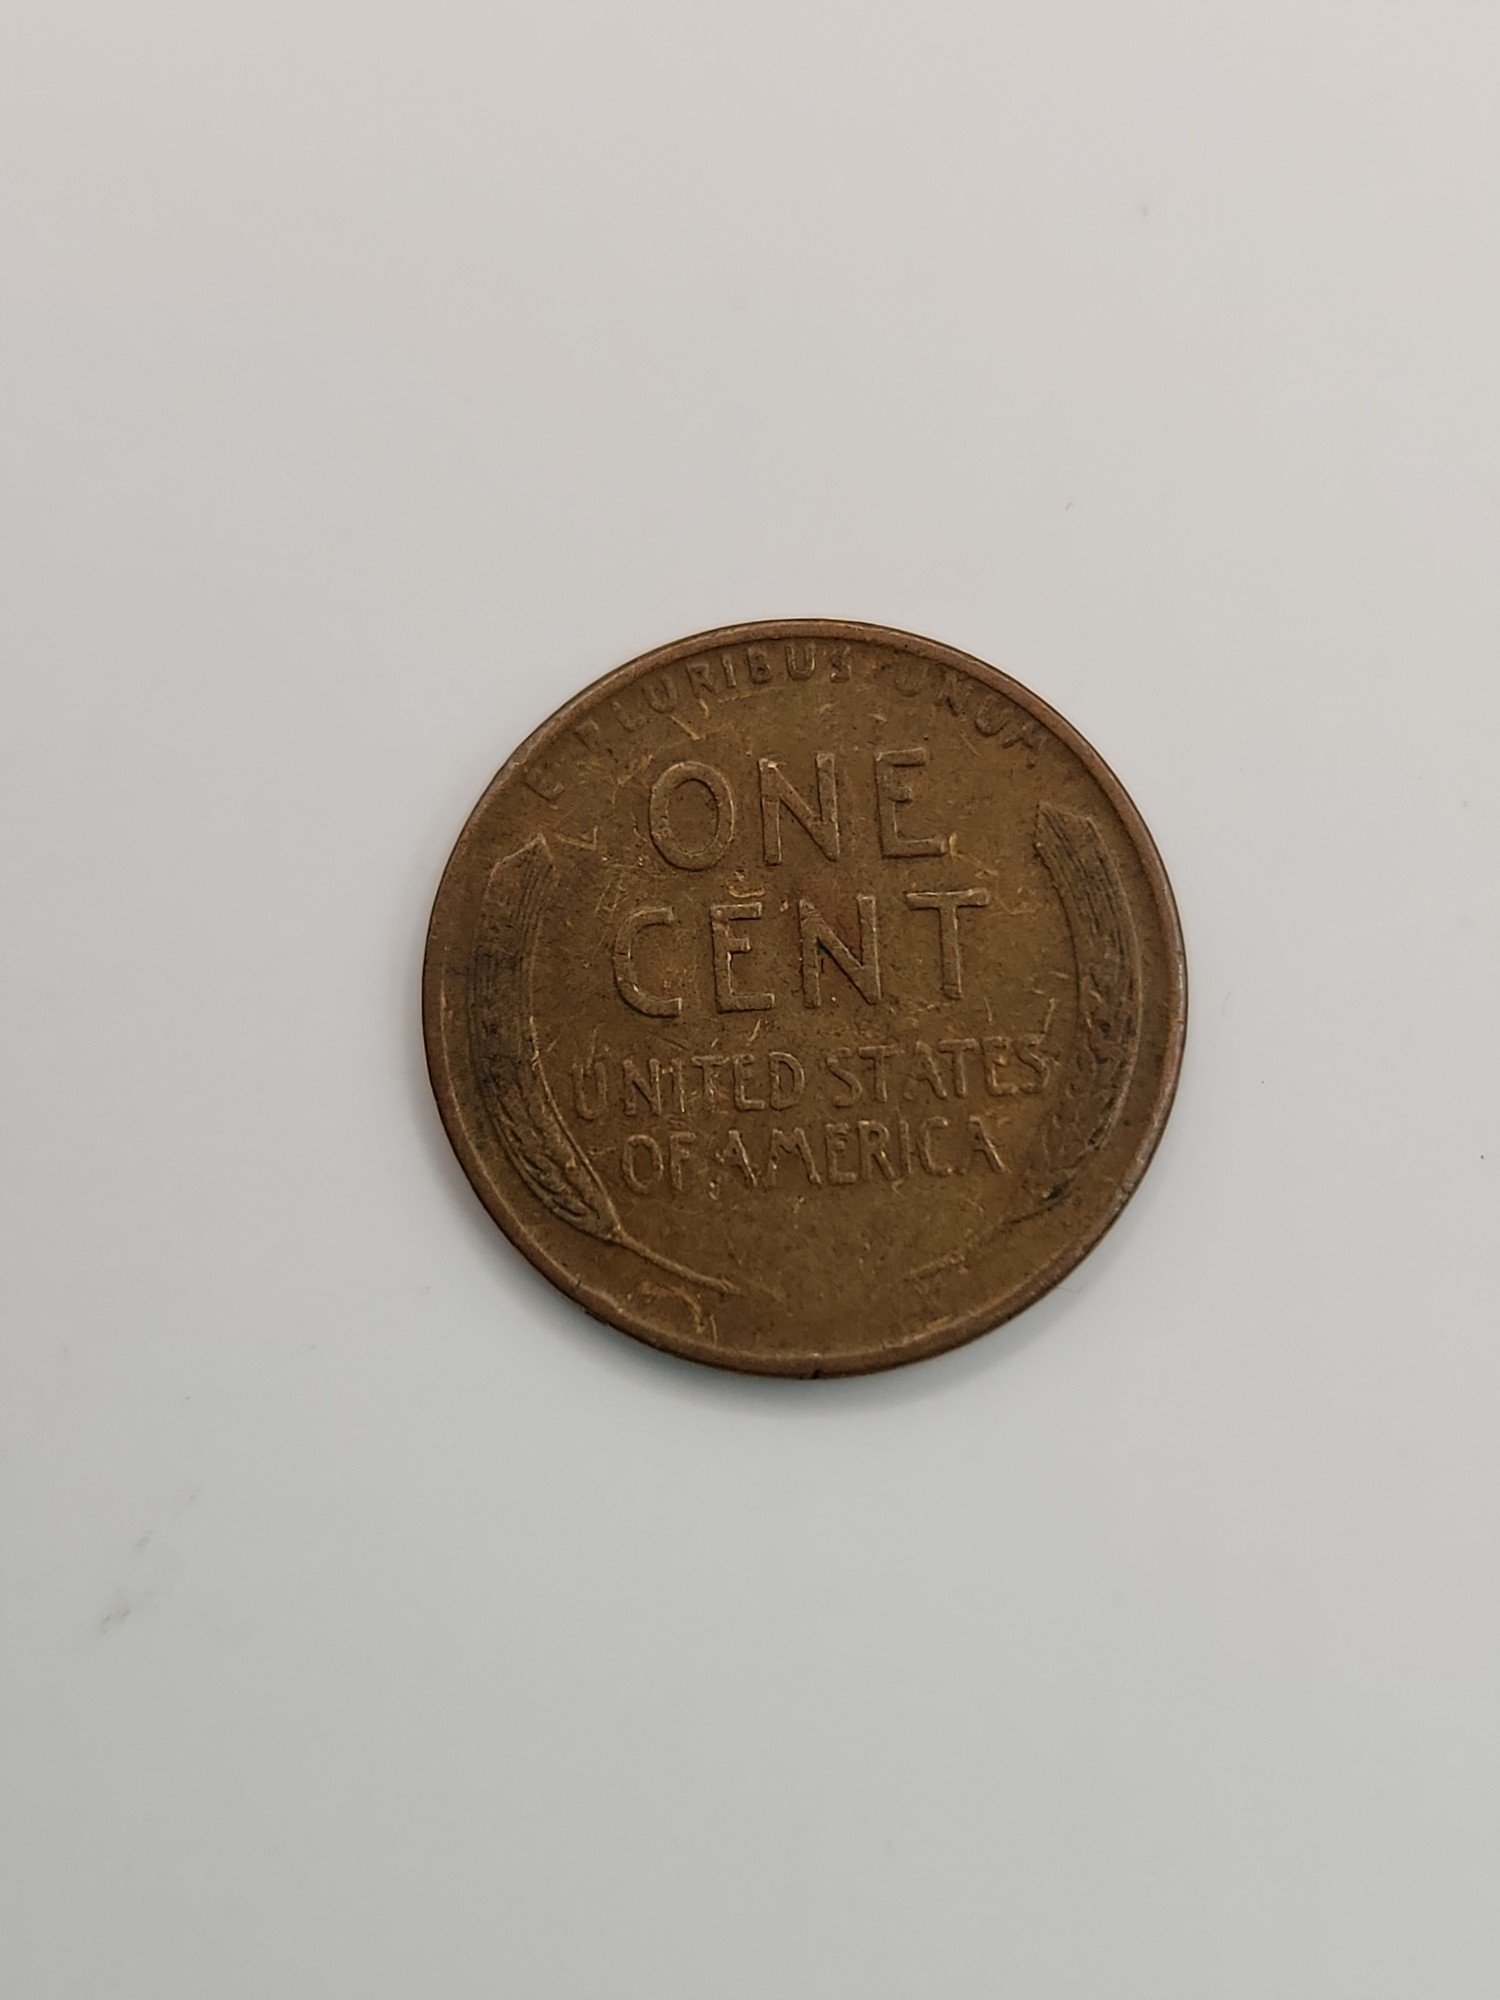 E PLURIBUS UNUM
ONE
CENT
UNITED STATES
OF AMERICA